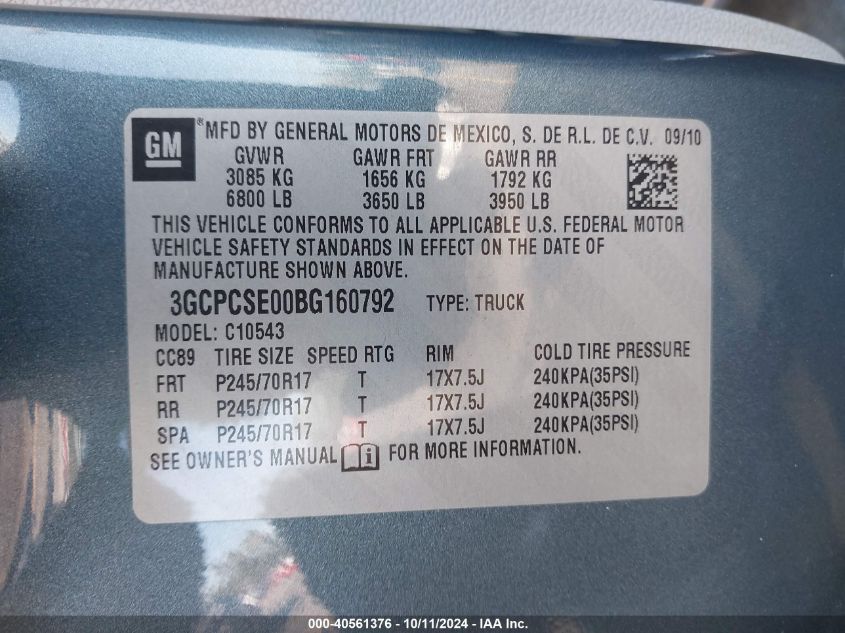 GM ® MFD BY GENERAL MOTORS DE MEXICO, S. DE R.L. DE C.V. 09/10
GVWR GAWR FRT GAWR RR
3085 KG 1656 KG 1792 KG
6800 LB 3650 LB 3950 LB
THIS VEHICLE CONFORMS TO ALL APPLICABLE U.S. FEDERAL MOTOR
VEHICLE SAFETY STANDARDS IN EFFECT ON THE DATE OF
MANUFACTURE SHOWN ABOVE.
3GCPCSE00BG160792 TYPE: TRUCK
MODEL: C10543
CC89 TIRE SIZE SPEED RTG RIM COLD TIRE PRESSURE
FRT P245/70R17 T 17X7.5J 240KPA(35PSI)
RR P245/70R17 T 17X7.5J 240KPA(35PSI)
SPA P245/70R17 T 17X7.5J 240KPA(35PSI)
SEE OWNER'S MANUAL i FOR MORE INFORMATION.
000-40561376 - 10/11/2024 - IAA Inc.